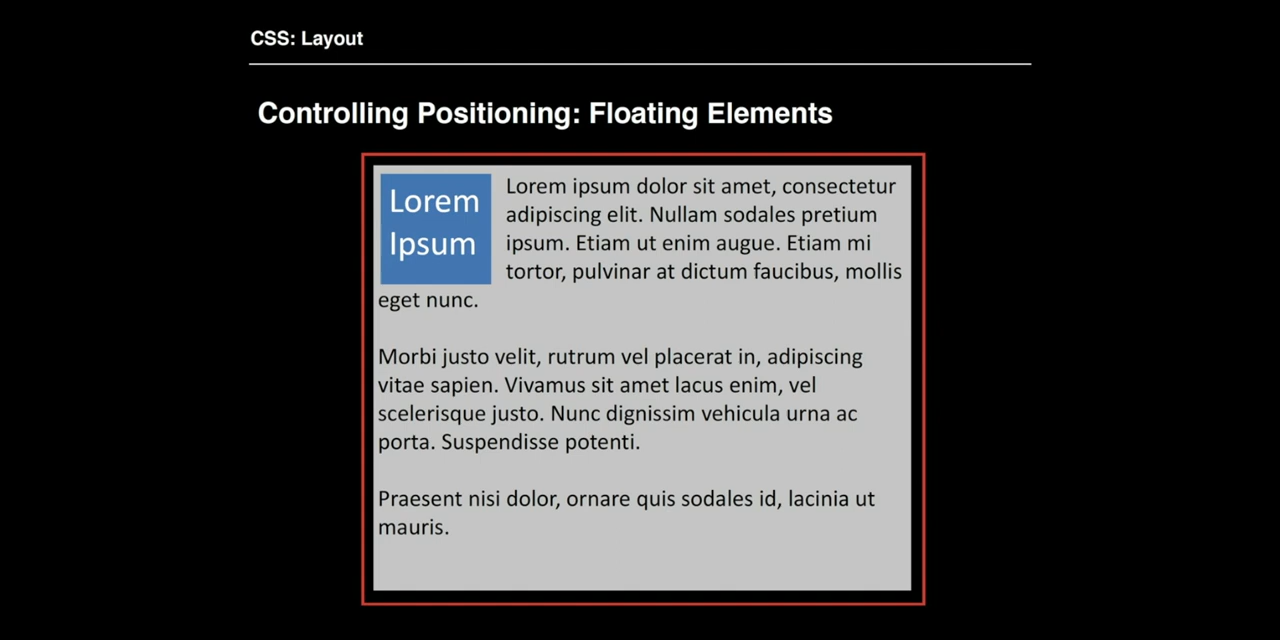 CSS: Layout
Controlling Positioning: Floating Elements
Lorem
Ipsum
Lorem ipsum dolor sit amet, consectetur
adipiscing elit. Nullam sodales pretium
ipsum. Etiam ut enim augue. Etiam mi
tortor, pulvinar at dictum faucibus, mollis
eget nunc.
Morbi justo velit, rutrum vel placerat in, adipiscing
vitae sapien. Vivamus sit amet lacus enim, vel
scelerisque justo. Nunc dignissim vehicula urna ac
porta. Suspendisse potenti.
Praesent nisi dolor, ornare quis sodales id, lacinia ut
mauris.